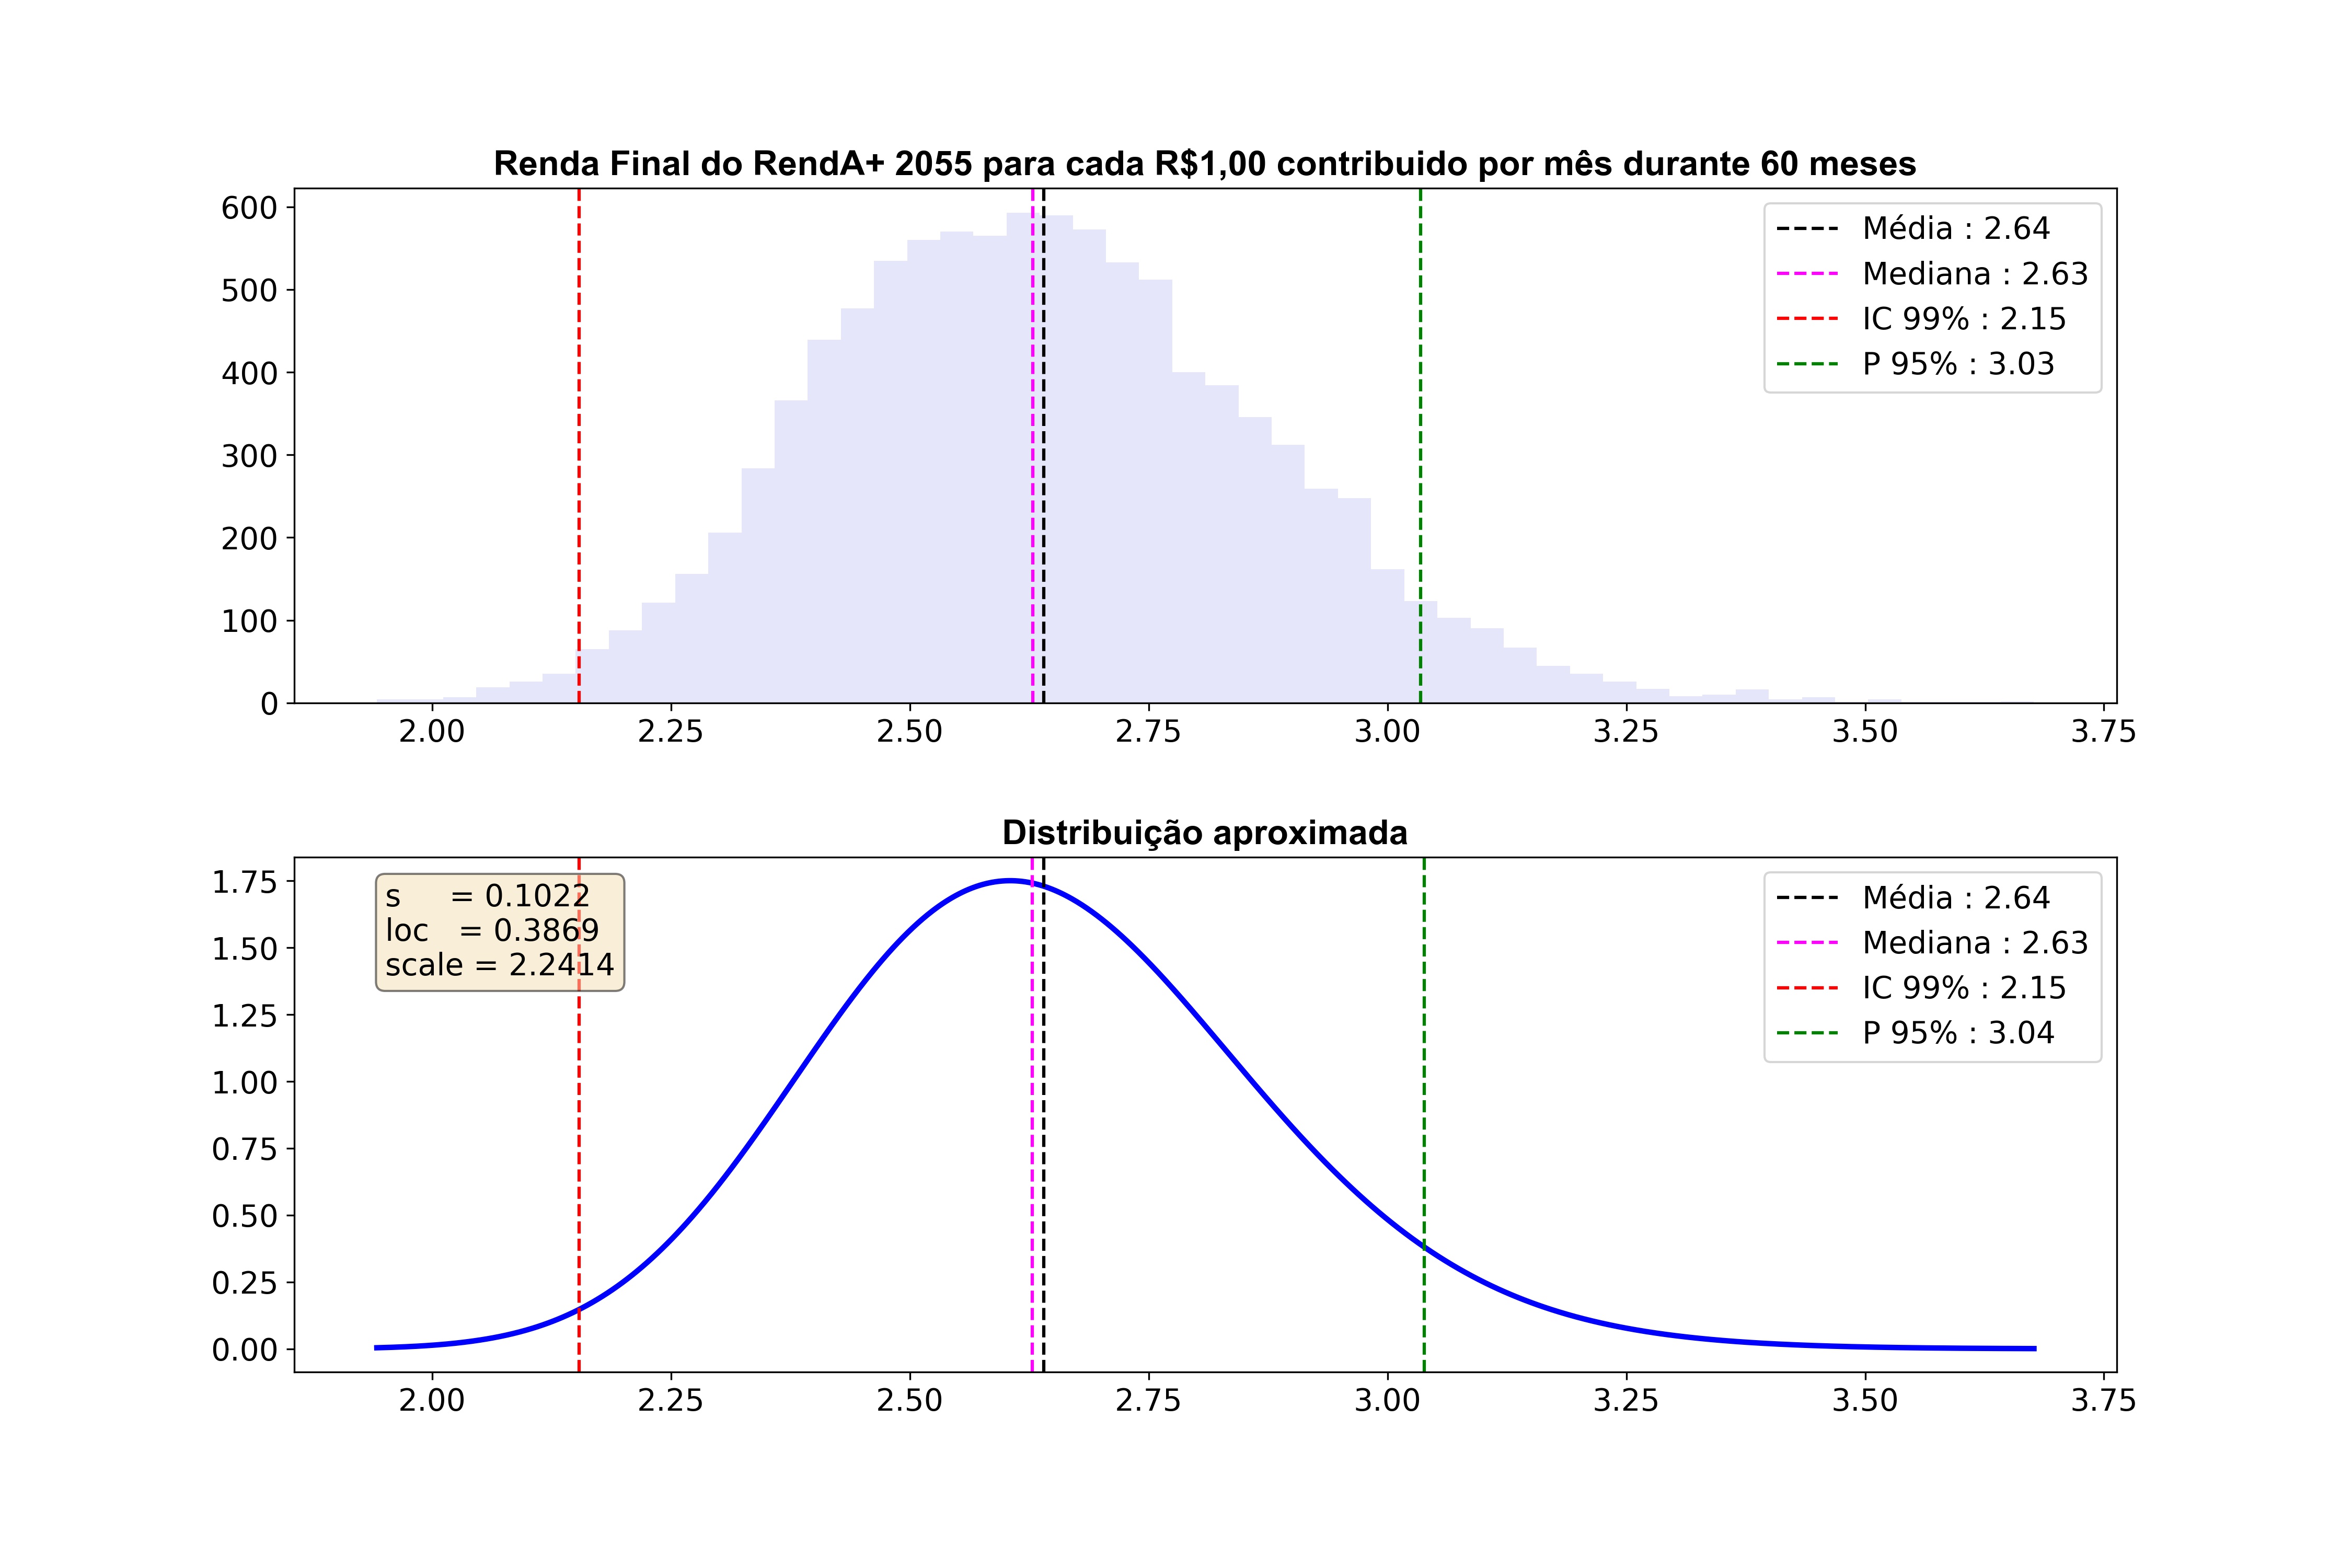 Renda Final do RendA+ 2055 para cada R$1,00 contribuido por mês durante 60 meses
600
500
400
300
200
100
0
Média : 2.64
Mediana : 2.63
IC 99% : 2.15
P 95% : 3.03
2.00 2.25 2.50 2.75 3.00 3.25 3.50 3.75
Distribuição aproximada
1.75
1.50
1.25
1.00
0.75
0.50
0.25
0.00
s = 0.1022
loc = 0.3869
scale = 2.2414
Média : 2.64
Mediana : 2.63
IC 99% : 2.15
P 95% : 3.04
2.00 2.25 2.50 2.75 3.00 3.25 3.50 3.75